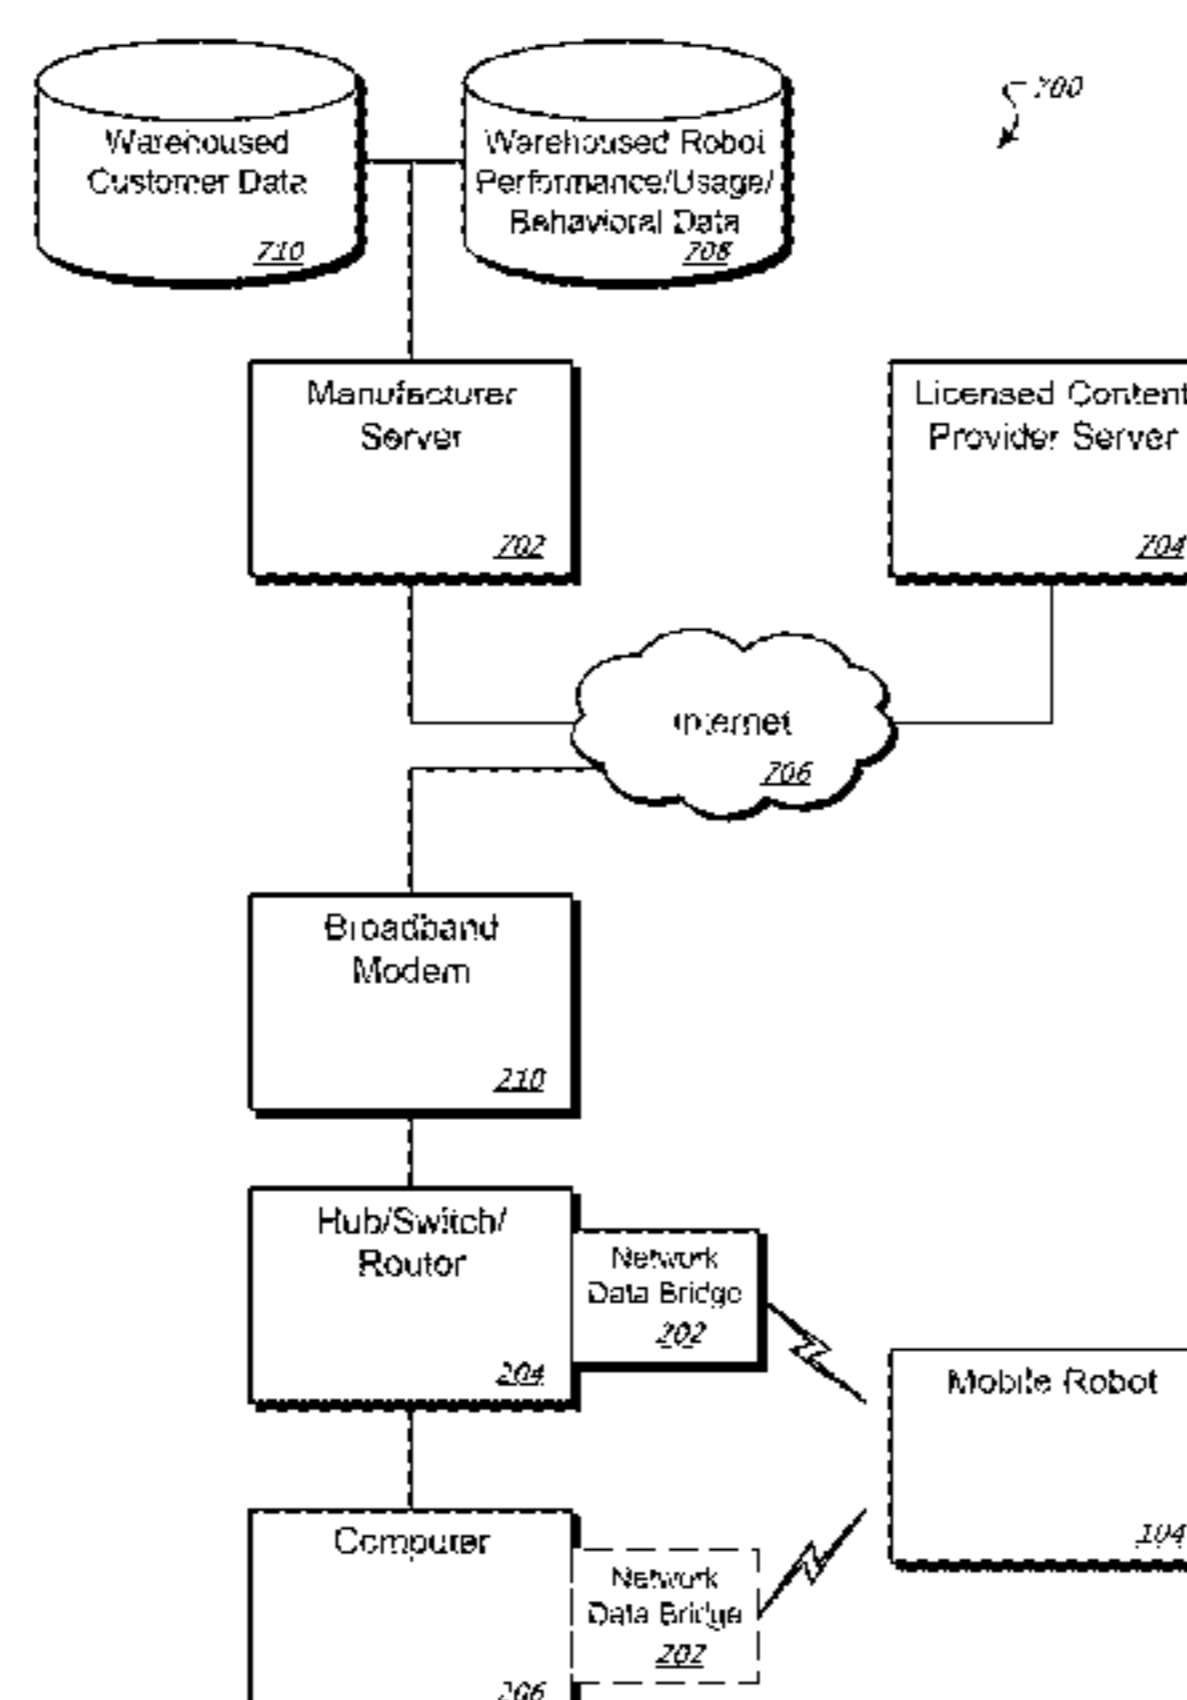 Warehoused
Customer Data
710
Warehoused Robot
Performance/Usage/
Behavioral Data
708
700
Manufacturer
Server
702
Licensed Content
Provider Server
704
Internet
706
Broadband
Modem
210
Hub/Switch/
Router
204
Network
Data Bridge
202
Mobile Robot
104
Computer
206
Network
Data Bridge
202